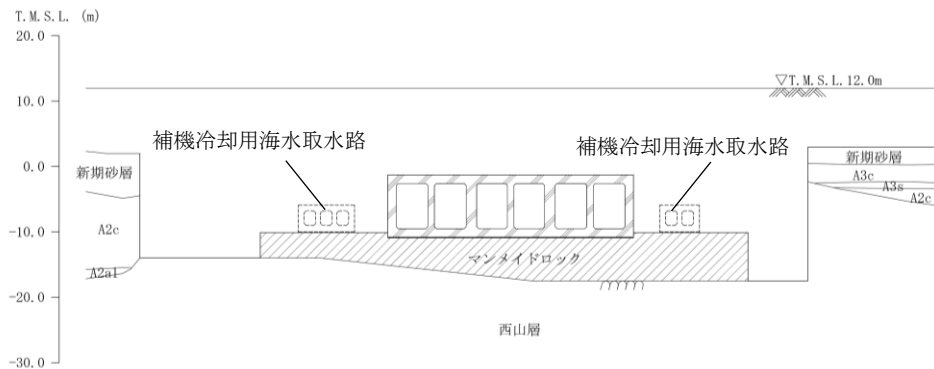 T.M.S.L. (m)
20.0
T.M.S.L.12.0m
10.0
補機冷却用海水取水路
補機冷却用海水取水路
0.0
新期砂層
新期砂層
A3c
A3s
A2c
A2c
-10.0
マンメイドロック
A2a1
-20.0
西山層
-30.0